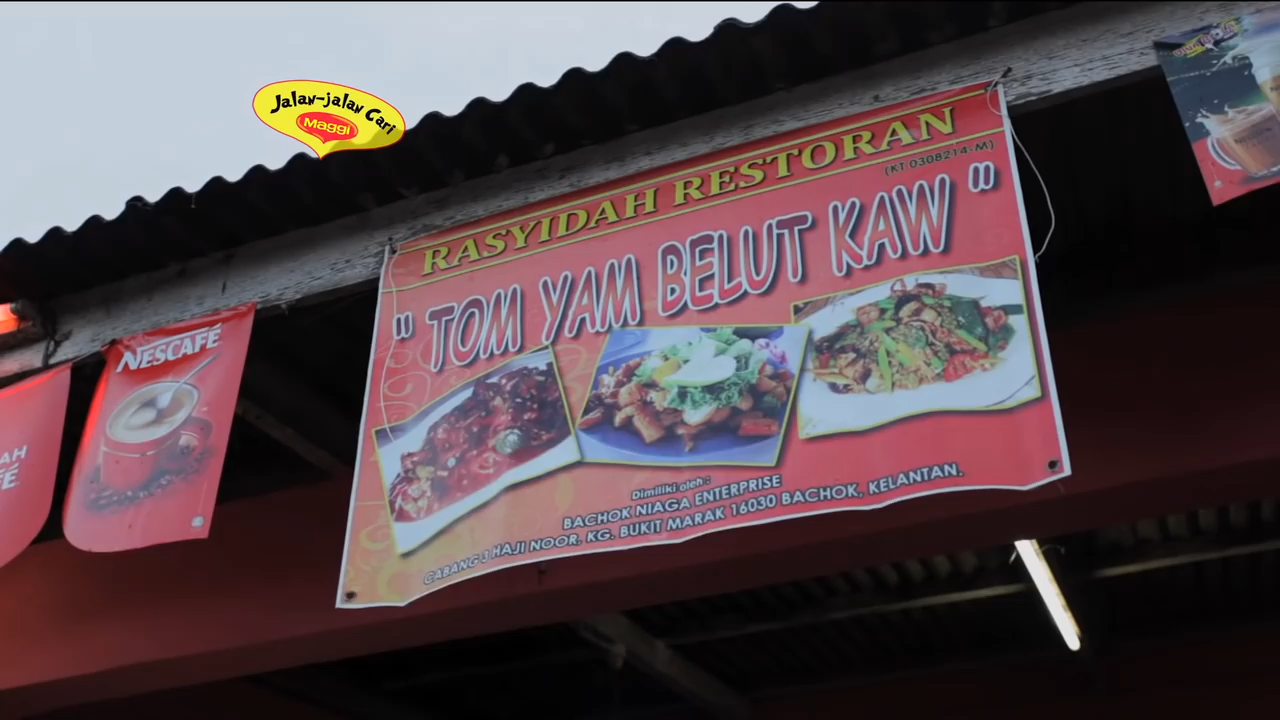 Jalan-jalan Cari
Maggi
RASYIDAH RESTORAN
(KT 0308214-M)
" TOM YAM BELUT KAW "
Dimiliki oleh :
BACHOK NIAGA ENTERPRISE
CABANG 3 HAJI NOOR, KG. BUKIT MARAK 16030 BACHOK, KELANTAN.
NESCAFÉ